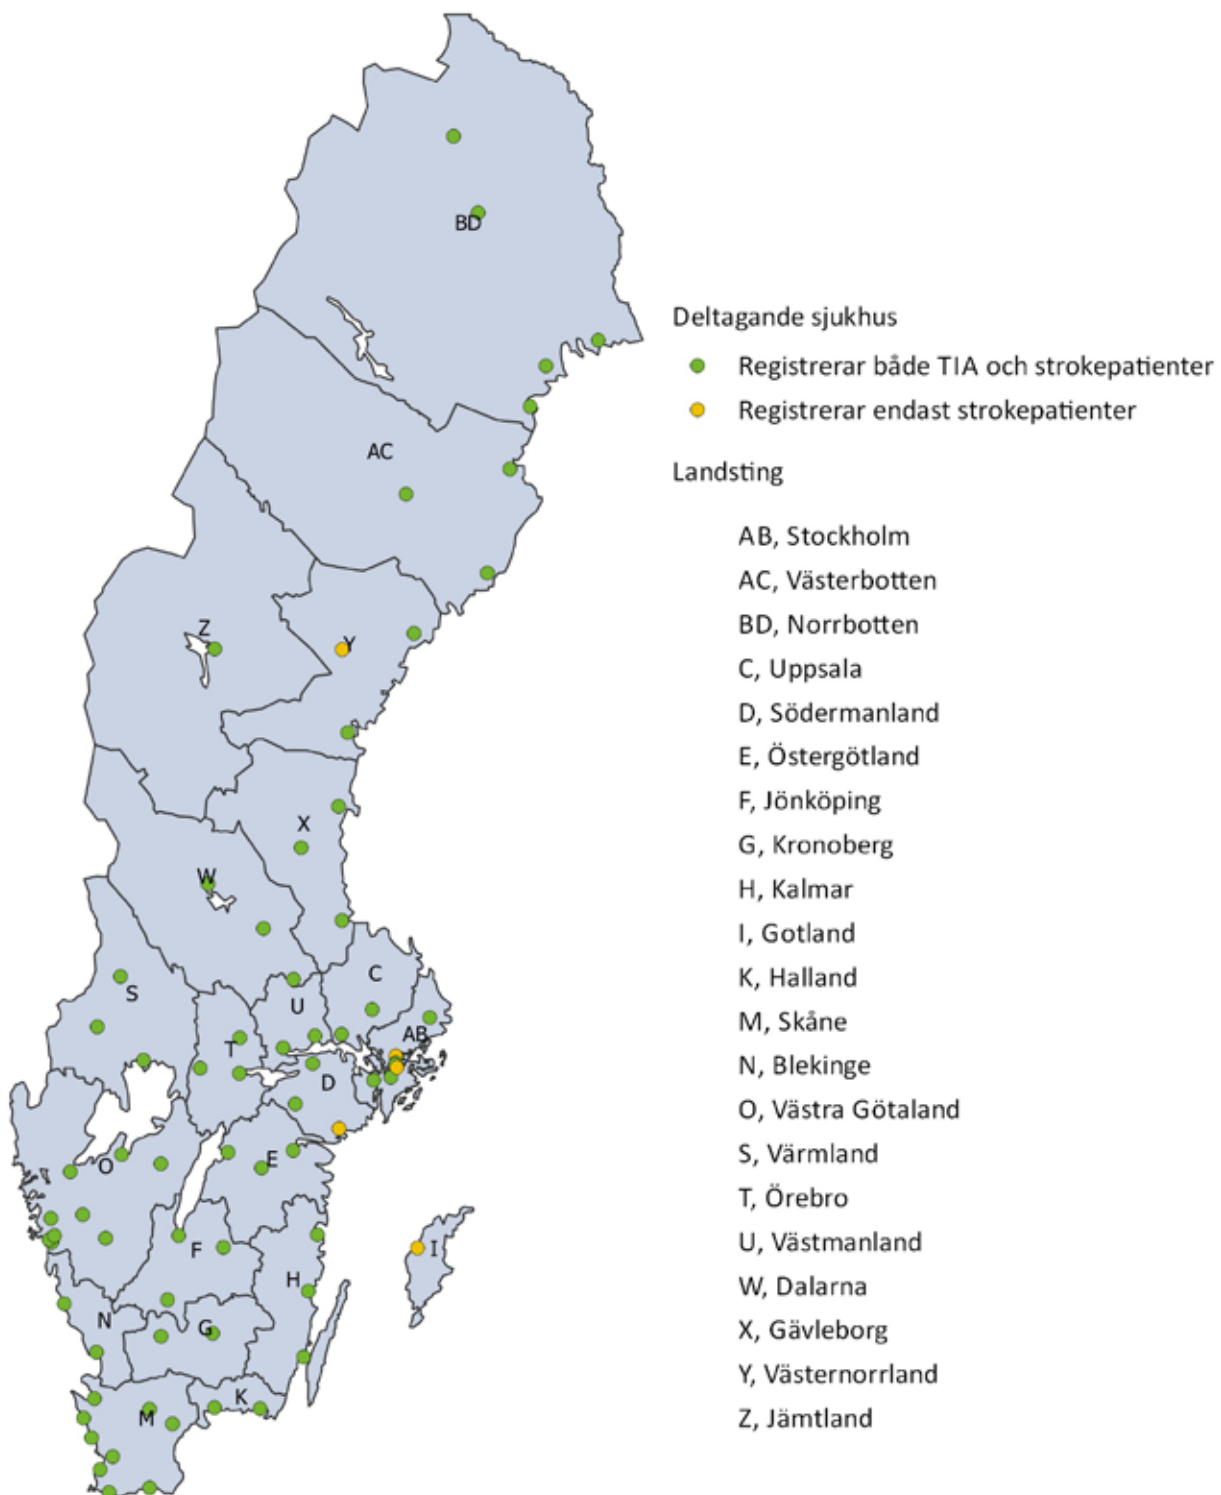 BD
AC
Z
Y
X
W
S
C
U
AB
T
D
O
E
F
I
H
N
G
K
M
Deltagande sjukhus
Registrerar både TIA och strokepatienter
Registrerar endast strokepatienter
Landsting
AB, Stockholm
AC, Västerbotten
BD, Norrbotten
C, Uppsala
D, Södermanland
E, Östergötland
F, Jönköping
G, Kronoberg
H, Kalmar
I, Gotland
K, Halland
M, Skåne
N, Blekinge
O, Västra Götaland
S, Värmland
T, Örebro
U, Västmanland
W, Dalarna
X, Gävleborg
Y, Västernorrland
Z, Jämtland